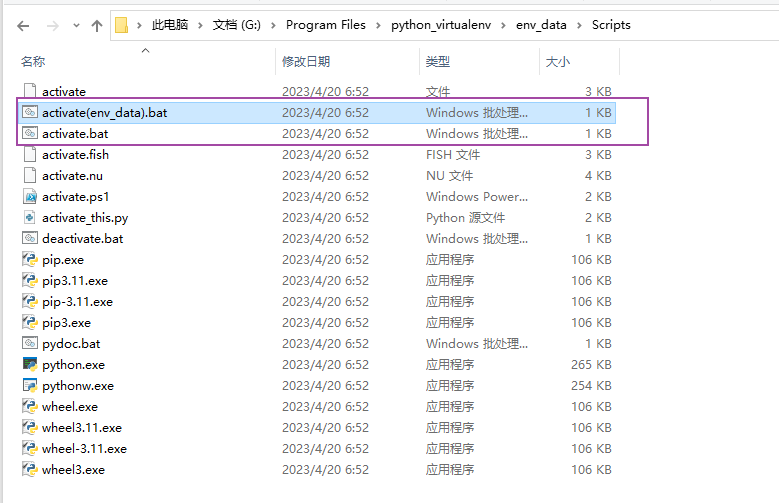 此电脑 > 文档 (G:) > Program Files > python_virtualenv > env_data > Scripts
名称 修改日期 类型 大小
activate 2023/4/20 6:52 文件 3 KB
activate(env_data).bat 2023/4/20 6:52 Windows 批处理... 1 KB
activate.bat 2023/4/20 6:52 Windows 批处理... 1 KB
activate.fish 2023/4/20 6:52 FISH 文件 3 KB
activate.nu 2023/4/20 6:52 NU 文件 4 KB
activate.ps1 2023/4/20 6:52 Windows Power... 2 KB
activate_this.py 2023/4/20 6:52 Python 源文件 2 KB
deactivate.bat 2023/4/20 6:52 Windows 批处理... 1 KB
pip.exe 2023/4/20 6:52 应用程序 106 KB
pip3.11.exe 2023/4/20 6:52 应用程序 106 KB
pip-3.11.exe 2023/4/20 6:52 应用程序 106 KB
pip3.exe 2023/4/20 6:52 应用程序 106 KB
pydoc.bat 2023/4/20 6:52 Windows 批处理... 1 KB
python.exe 2023/4/20 6:52 应用程序 265 KB
pythonw.exe 2023/4/20 6:52 应用程序 254 KB
wheel.exe 2023/4/20 6:52 应用程序 106 KB
wheel3.11.exe 2023/4/20 6:52 应用程序 106 KB
wheel-3.11.exe 2023/4/20 6:52 应用程序 106 KB
wheel3.exe 2023/4/20 6:52 应用程序 106 KB